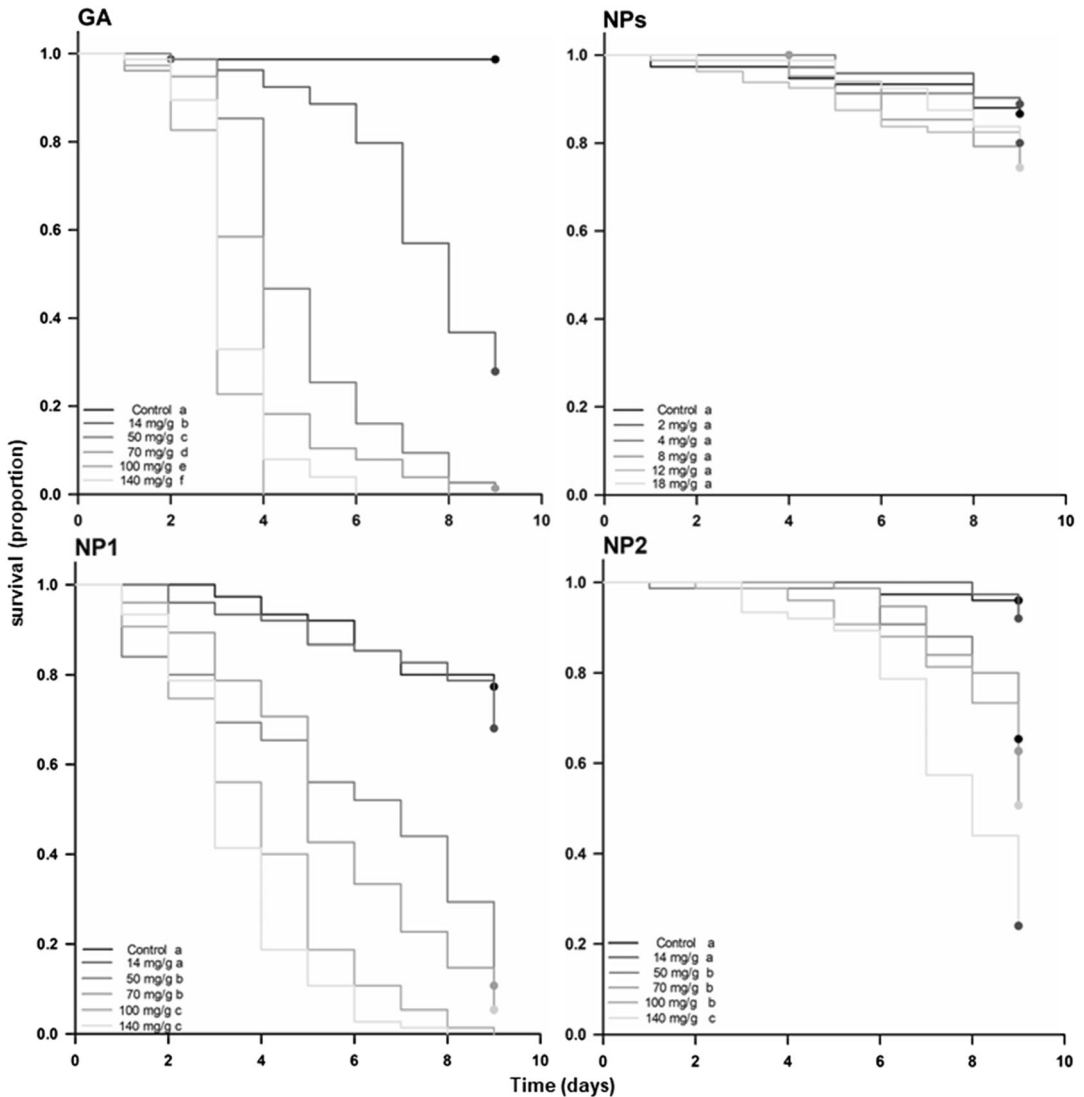 GA
1.0
0.8
0.6
0.4
0.2
0.0
Control a
14 mg/g b
50 mg/g c
70 mg/g d
100 mg/g e
140 mg/g f
0 2 4 6 8 10
NPs
1.0
0.8
0.6
0.4
0.2
0.0
Control a
2 mg/g a
4 mg/g a
8 mg/g a
12 mg/g a
18 mg/g a
0 2 4 6 8 10
survival (proportion)
NP1
1.0
0.8
0.6
0.4
0.2
0.0
Control a
14 mg/g a
50 mg/g b
70 mg/g b
100 mg/g c
140 mg/g c
0 2 4 6 8 10
NP2
1.0
0.8
0.6
0.4
0.2
0.0
Control a
14 mg/g a
50 mg/g b
70 mg/g b
100 mg/g b
140 mg/g c
0 2 4 6 8 10
Time (days)